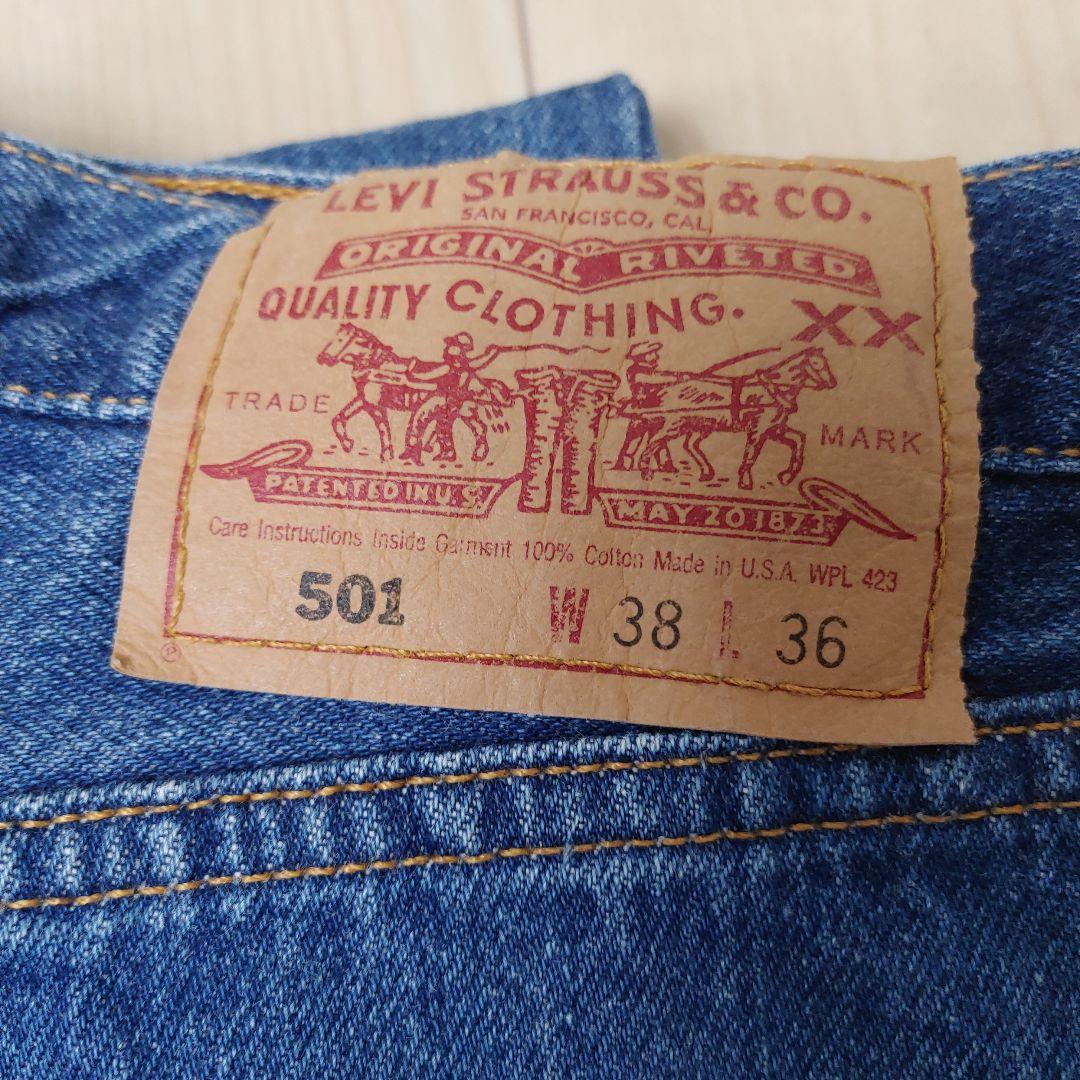 LEVI STRAUSS & CO.
SAN FRANCISCO, CAL
ORIGINAL RIVETED
QUALITY CLOTHING. XX
TRADE MARK
PATENTED IN U.S. MAY 20 1873
Care Instructions Inside Garment 100% Cotton Made in U.S.A. WPL 423
501 W 38 L 36
®